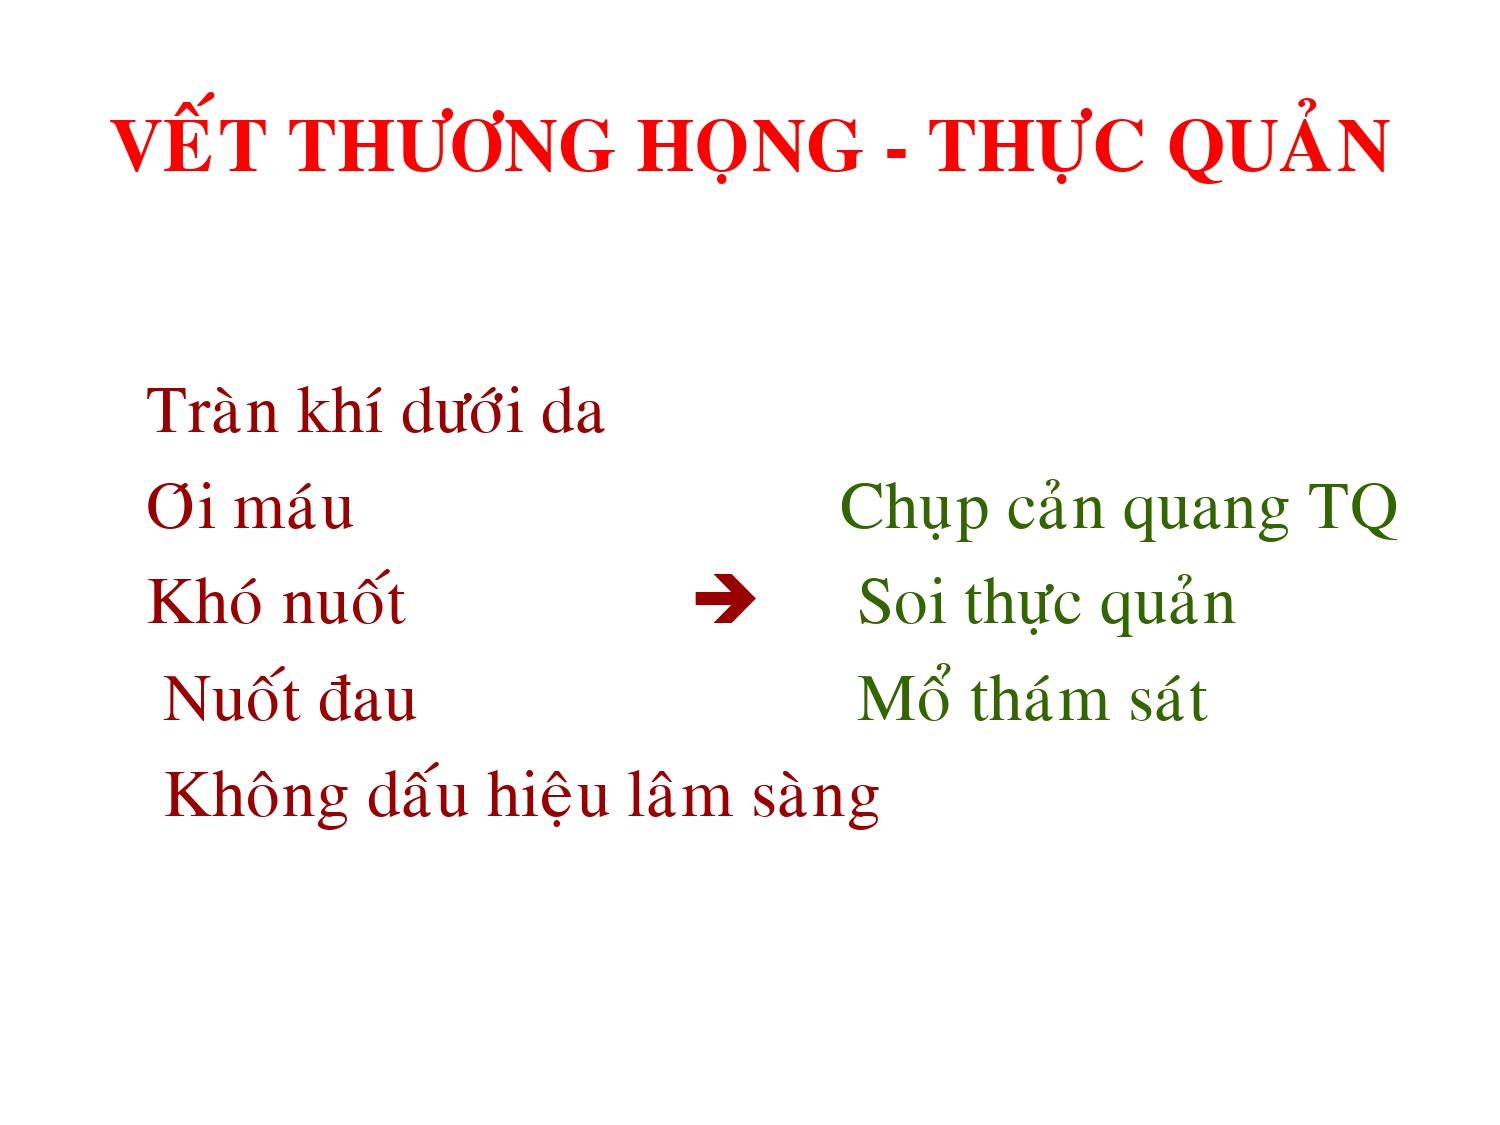 VẾT THƯƠNG HỌNG - THỰC QUẢN
Tràn khí dưới da
Ới máu
Chụp cản quang TQ
Khó nuốt ➔ Soi thực quản
Nuốt đau
Mổ thám sát
Không dấu hiệu lâm sàng